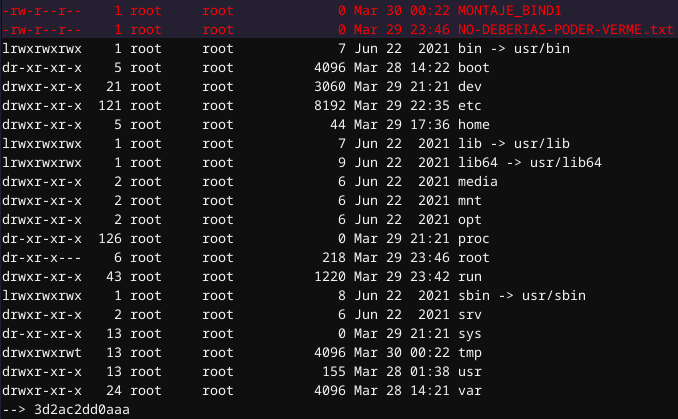 -rw-r--r-- 1 root root 0 Mar 30 00:22 MONTAJE_BIND1
-rw-r--r-- 1 root root 0 Mar 29 23:46 NO-DEBERIAS-PODER-VERME.txt
lrwxrwxrwx 1 root root 7 Jun 22 2021 bin -> usr/bin
dr-xr-xr-x 5 root root 4096 Mar 28 14:22 boot
drwxr-xr-x 21 root root 3060 Mar 29 21:21 dev
drwxr-xr-x 121 root root 8192 Mar 29 22:35 etc
drwxr-xr-x 5 root root 44 Mar 29 17:36 home
lrwxrwxrwx 1 root root 7 Jun 22 2021 lib -> usr/lib
lrwxrwxrwx 1 root root 9 Jun 22 2021 lib64 -> usr/lib64
drwxr-xr-x 2 root root 6 Jun 22 2021 media
drwxr-xr-x 2 root root 6 Jun 22 2021 mnt
drwxr-xr-x 2 root root 6 Jun 22 2021 opt
dr-xr-xr-x 126 root root 0 Mar 29 21:21 proc
dr-xr-x--- 6 root root 218 Mar 29 23:46 root
drwxr-xr-x 43 root root 1220 Mar 29 23:42 run
lrwxrwxrwx 1 root root 8 Jun 22 2021 sbin -> usr/sbin
drwxr-xr-x 2 root root 6 Jun 22 2021 srv
dr-xr-xr-x 13 root root 0 Mar 29 21:21 sys
drwxrwxrwt 13 root root 4096 Mar 30 00:22 tmp
drwxr-xr-x 13 root root 155 Mar 28 01:38 usr
drwxr-xr-x 24 root root 4096 Mar 28 14:21 var
--> 3d2ac2dd0aaa